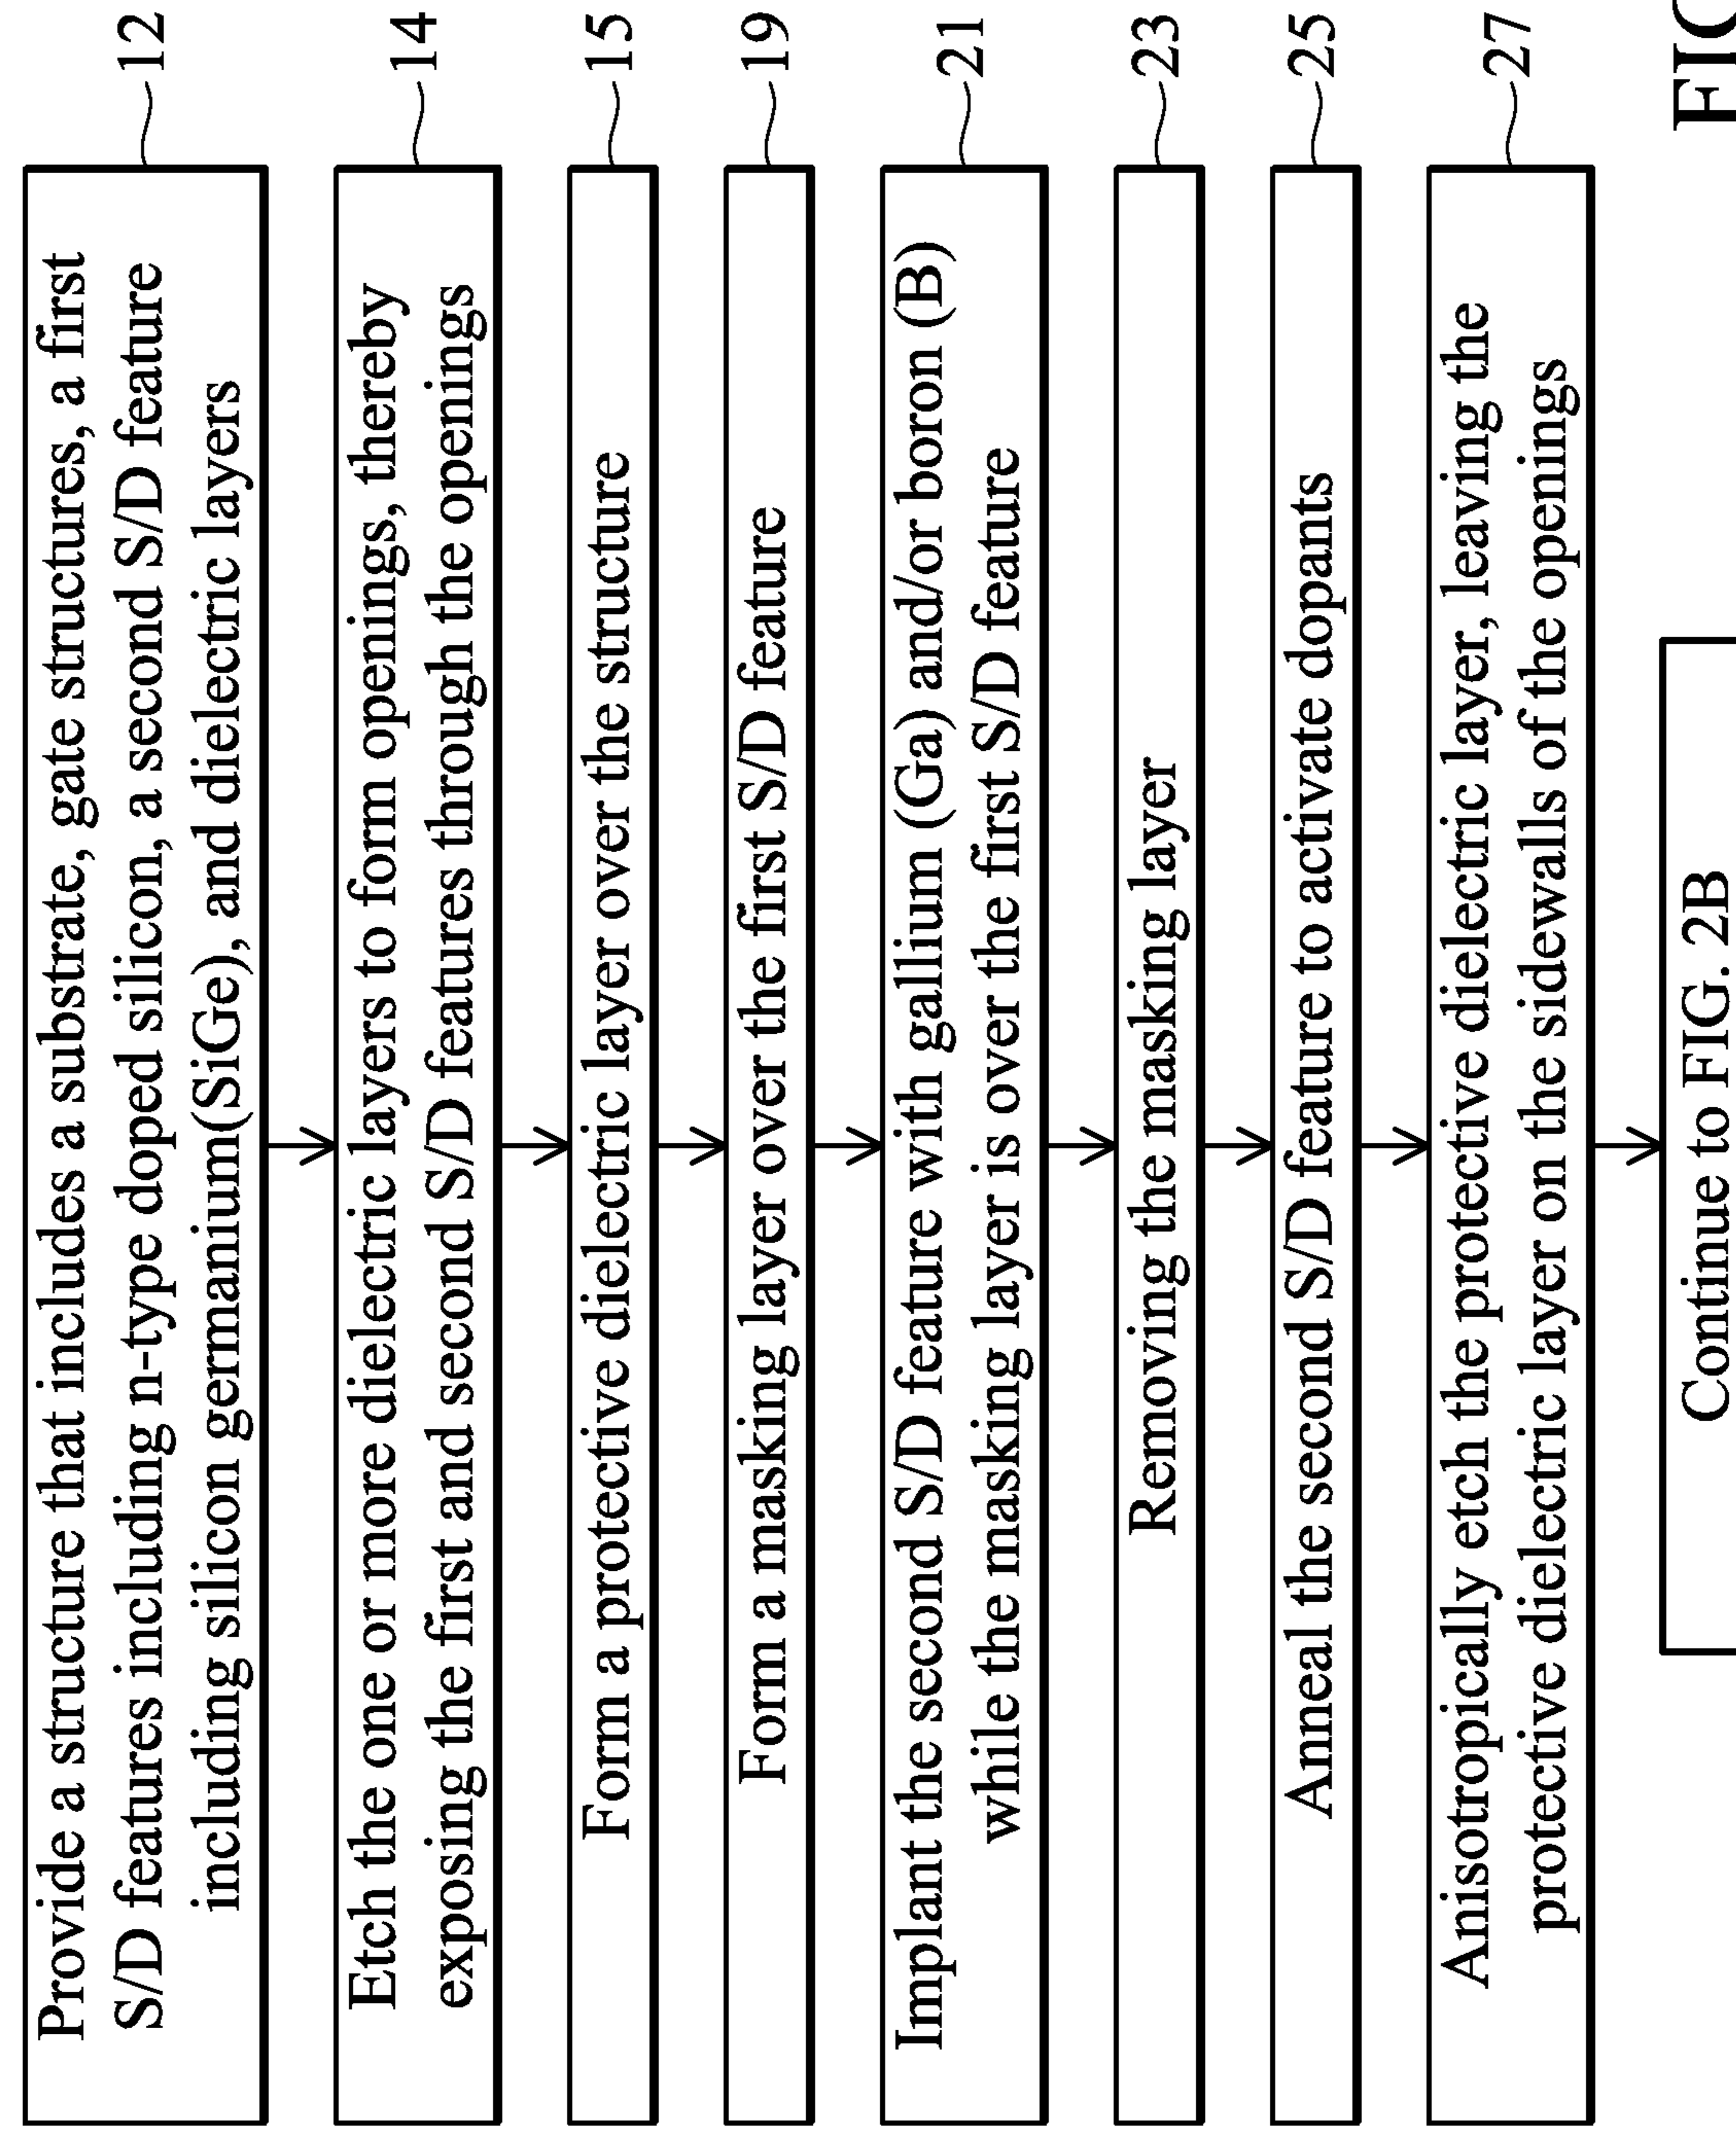 Provide a structure that includes a substrate, gate structures, a first
S/D features including n-type doped silicon, a second S/D feature
including silicon germanium(SiGe), and dielectric layers
12
Etch the one or more dielectric layers to form openings, thereby
exposing the first and second S/D features through the openings
14
Form a protective dielectric layer over the structure
15
Form a masking layer over the first S/D feature
19
Implant the second S/D feature with gallium (Ga) and/or boron (B)
while the masking layer is over the first S/D feature
21
Removing the masking layer
23
Anneal the second S/D feature to activate dopants
25
Anisotropically etch the protective dielectric layer, leaving the
protective dielectric layer on the sidewalls of the openings
27
Continue to FIG. 2B